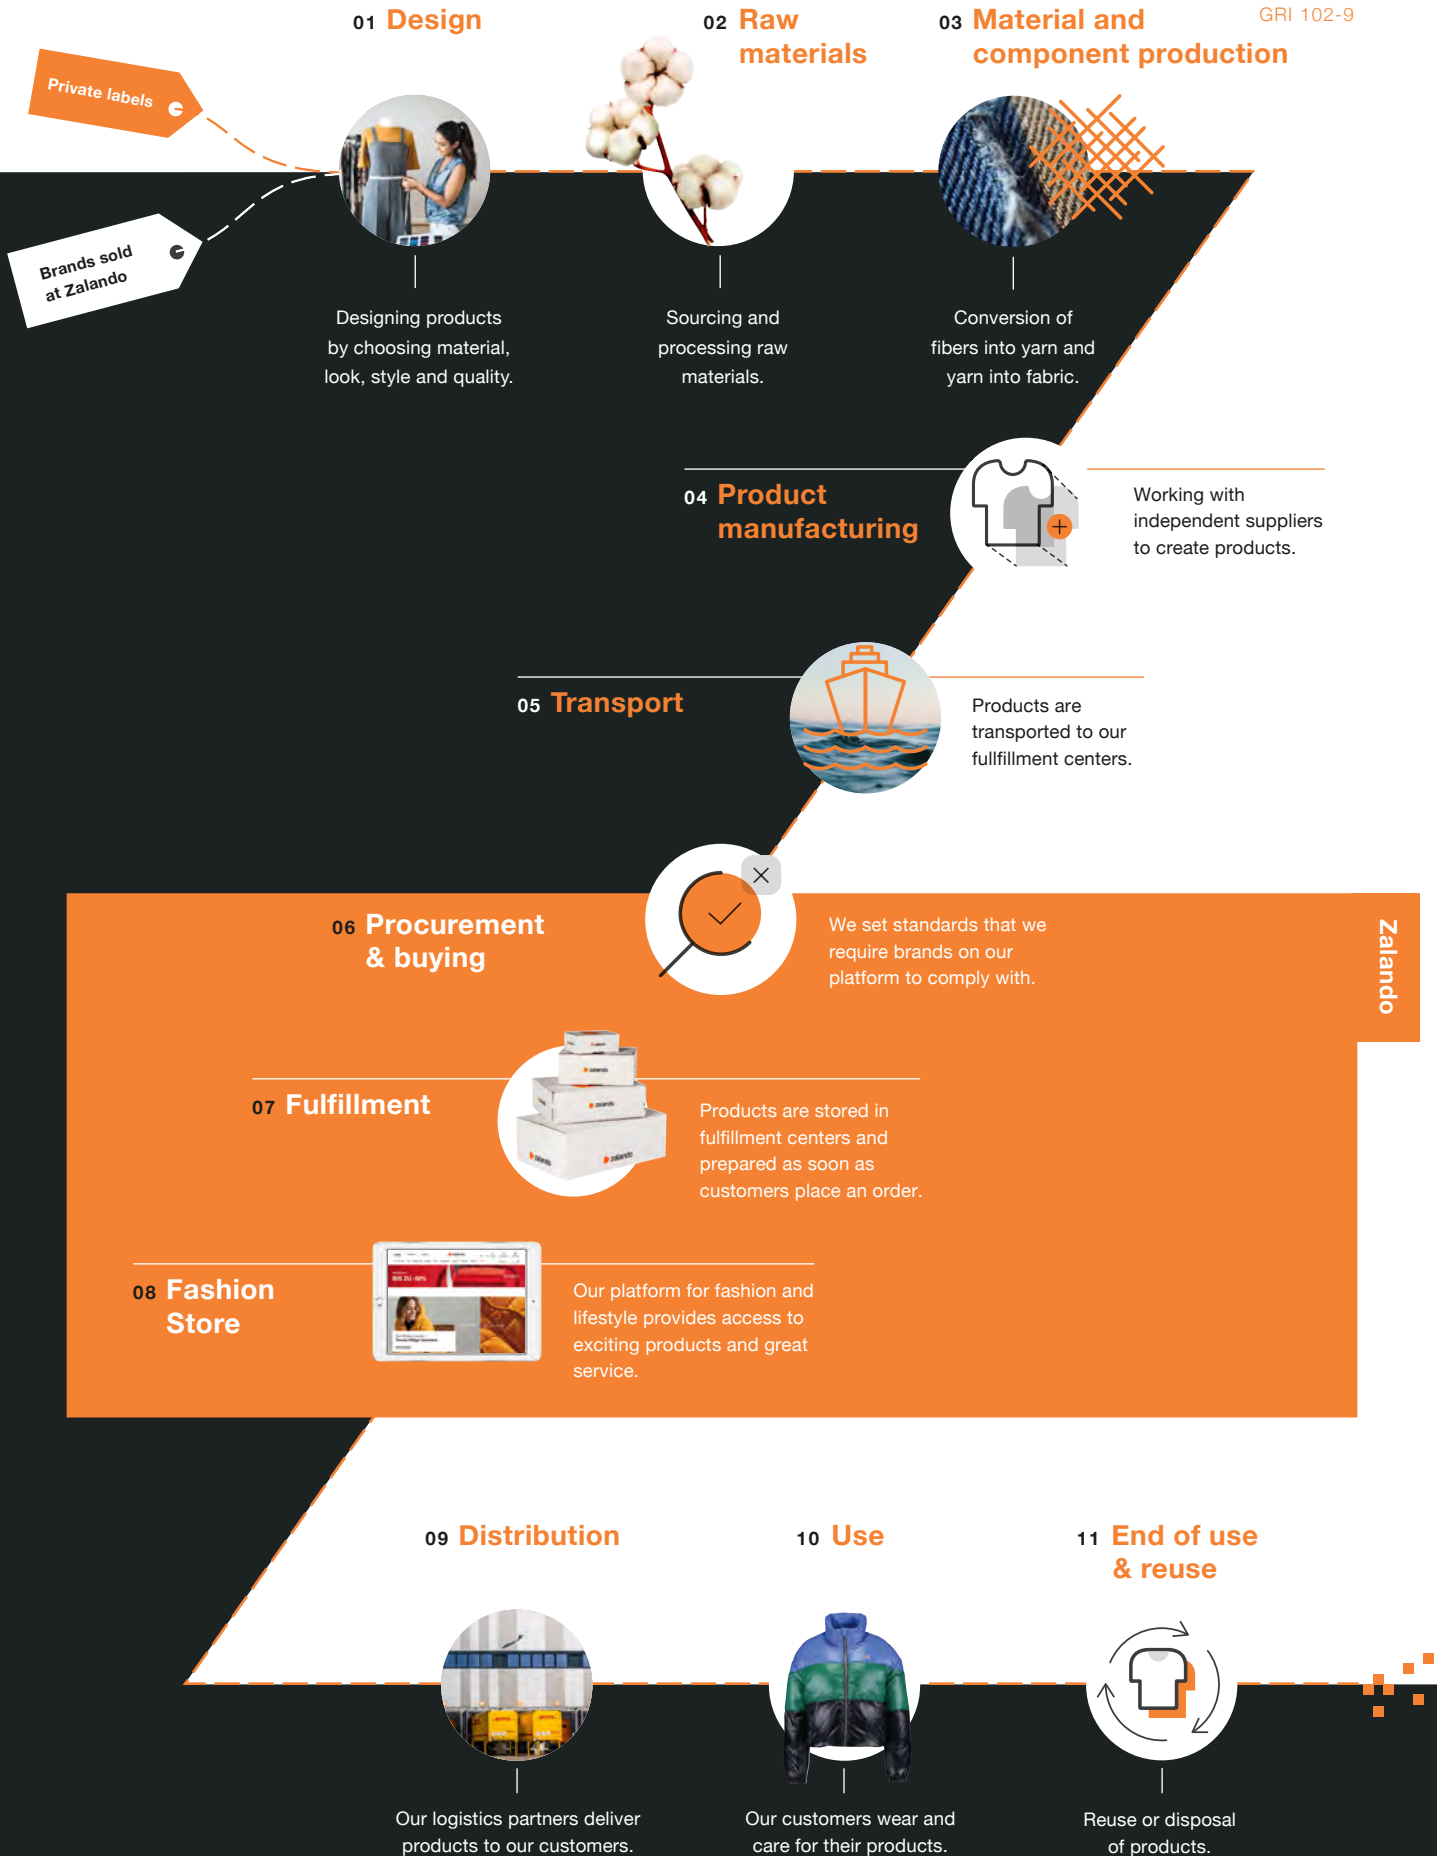 GRI 102-9
01 Design
02 Raw
materials
03 Material and
component production
Private labels
Brands sold
at Zalando
Designing products
by choosing material,
look, style and quality.
Sourcing and
processing raw
materials.
Conversion of
fibers into yarn and
yarn into fabric.
04 Product
manufacturing
Working with
independent suppliers
to create products.
05 Transport
Products are
transported to our
fullfillment centers.
Zalando
06 Procurement
& buying
We set standards that we
require brands on our
platform to comply with.
07 Fulfillment
zalando
zalando
zalando
zalando
Products are stored in
fulfillment centers and
prepared as soon as
customers place an order.
08 Fashion
Store
BIS ZU -50%
Our platform for fashion and
lifestyle provides access to
exciting products and great
service.
09 Distribution
10 Use
11 End of use
& reuse
Our logistics partners deliver
products to our customers.
Our customers wear and
care for their products.
Reuse or disposal
of products.